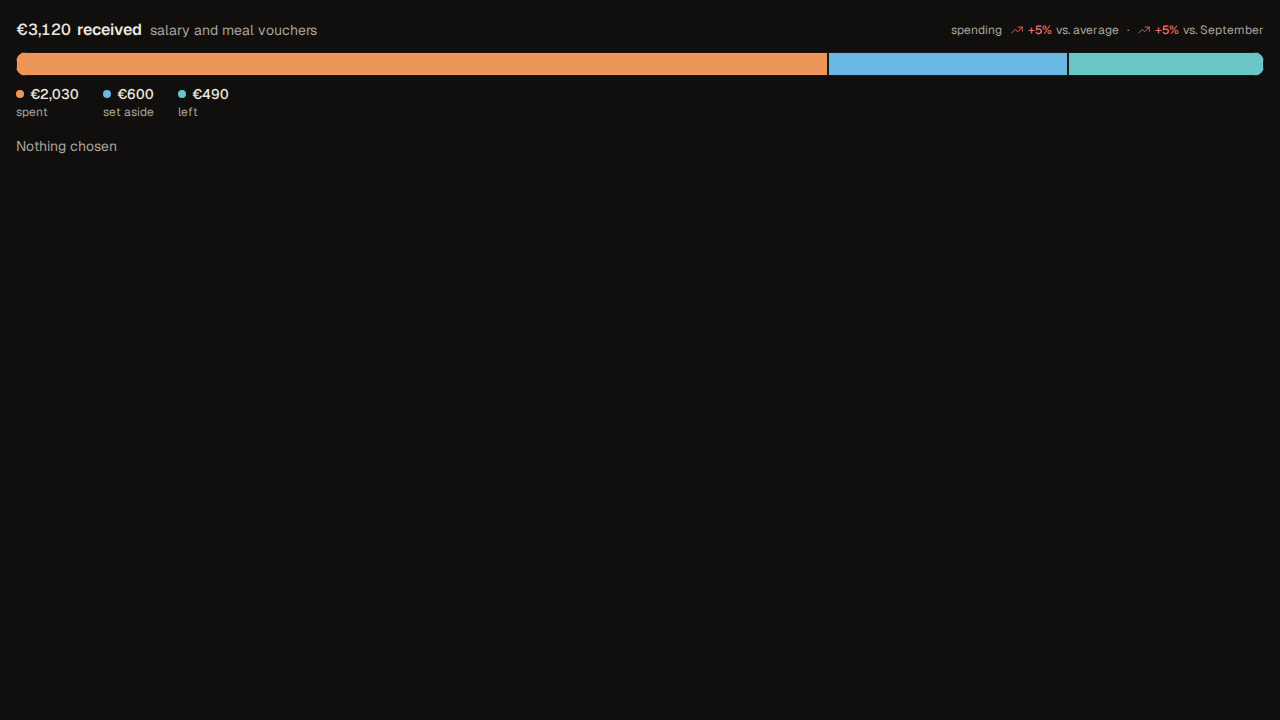 €3,120 received salary and meal vouchers
spending +5% vs. average · +5% vs. September
€2,030 €600 €490
spent set aside left
Nothing chosen